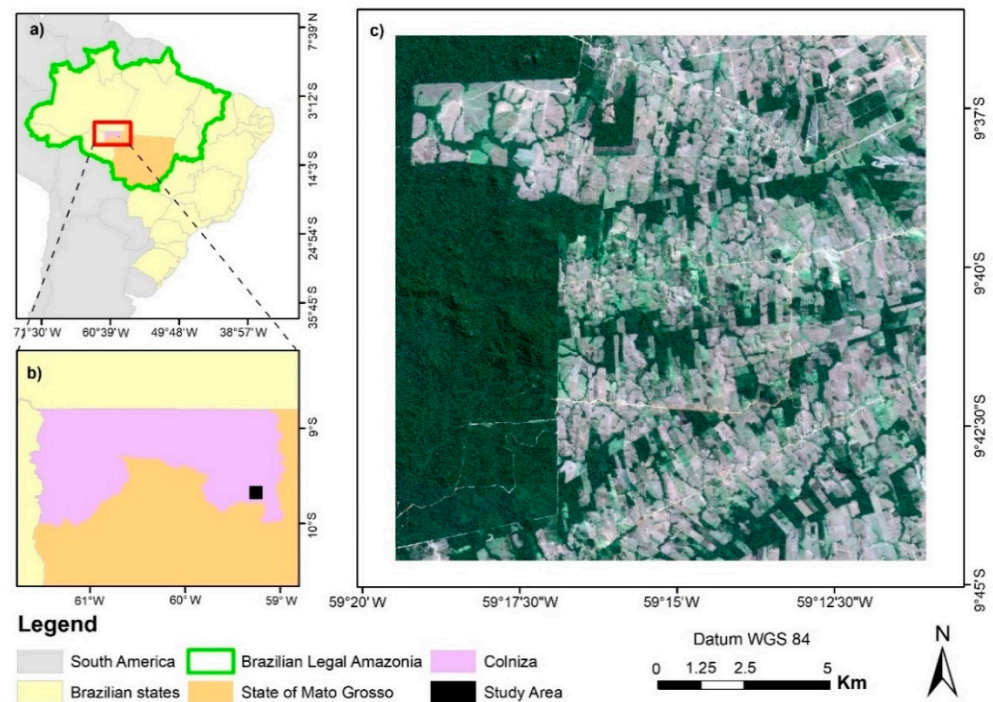 a)
7°39' N
3°12'S
14°3'S
24°54'S
35°45'S
71°30' W 60°39' W 49°48'W 38°57'W
b)
9°S
10°S
61°W 60°W 59°W
c)
9°37'S
9°40'S
9°42'30"S
9°45'S
59°20'W 59°17'30"W 59°15'W 59°12'30"W
Legend
South America Brazilian Legal Amazonia Colniza
Brazilian states State of Mato Grosso Study Area
Datum WGS 84
0 1.25 2.5 5 Km
N